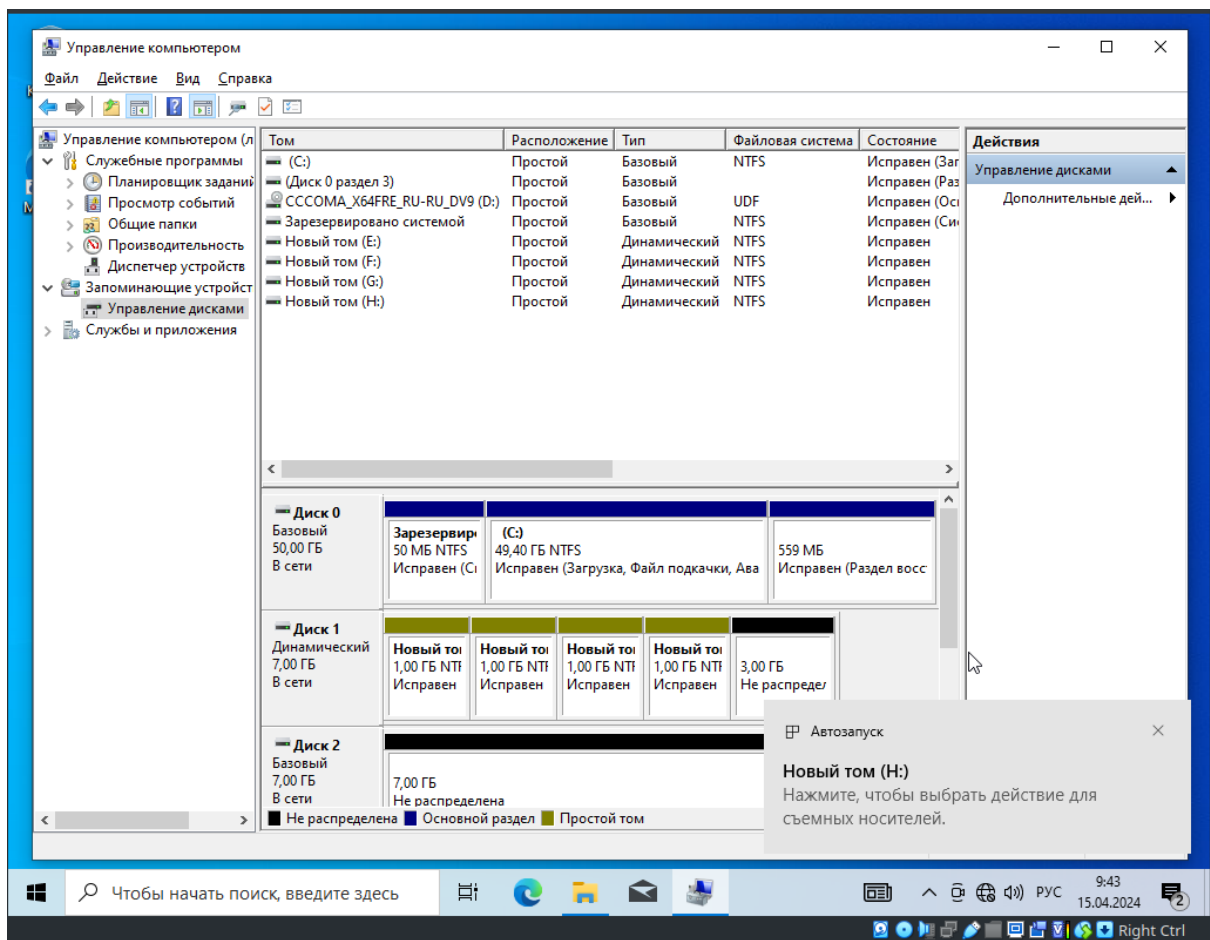 Управление компьютером
Файл Действие Вид Справка
Управление компьютером (л
Служебные программы
Планировщик заданий
Просмотр событий
Общие папки
Производительность
Диспетчер устройств
Запоминающие устройст
Управление дисками
Службы и приложения
Том Расположение Тип Файловая система Состояние
(C:) Простой Базовый NTFS Исправен (Заг
(Диск 0 раздел 3) Простой Базовый Исправен (Раз
CCCOMA_X64FRE_RU-RU_DV9 (D:) Простой Базовый UDF Исправен (Осн
Зарезервировано системой Простой Базовый NTFS Исправен (Сис
Новый том (E:) Простой Динамический NTFS Исправен
Новый том (F:) Простой Динамический NTFS Исправен
Новый том (G:) Простой Динамический NTFS Исправен
Новый том (H:) Простой Динамический NTFS Исправен
Действия
Управление дисками
Дополнительные дей...
Диск 0
Базовый
50,00 ГБ
В сети
Зарезервиро
50 МБ NTFS
Исправен (Си
(C:)
49,40 ГБ NTFS
Исправен (Загрузка, Файл подкачки, Ава
559 МБ
Исправен (Раздел восс
Диск 1
Динамический
7,00 ГБ
В сети
Новый то
1,00 ГБ NTF
Исправен
Новый то
1,00 ГБ NTF
Исправен
Новый то
1,00 ГБ NTF
Исправен
Новый то
1,00 ГБ NTF
Исправен
3,00 ГБ
Не распредел
Диск 2
Базовый
7,00 ГБ
В сети
7,00 ГБ
Не распределена
Не распределена Основной раздел Простой том
Автозапуск
Новый том (H:)
Нажмите, чтобы выбрать действие для
съемных носителей.
Чтобы начать поиск, введите здесь
РУС
9:43
15.04.2024
2
Right Ctrl